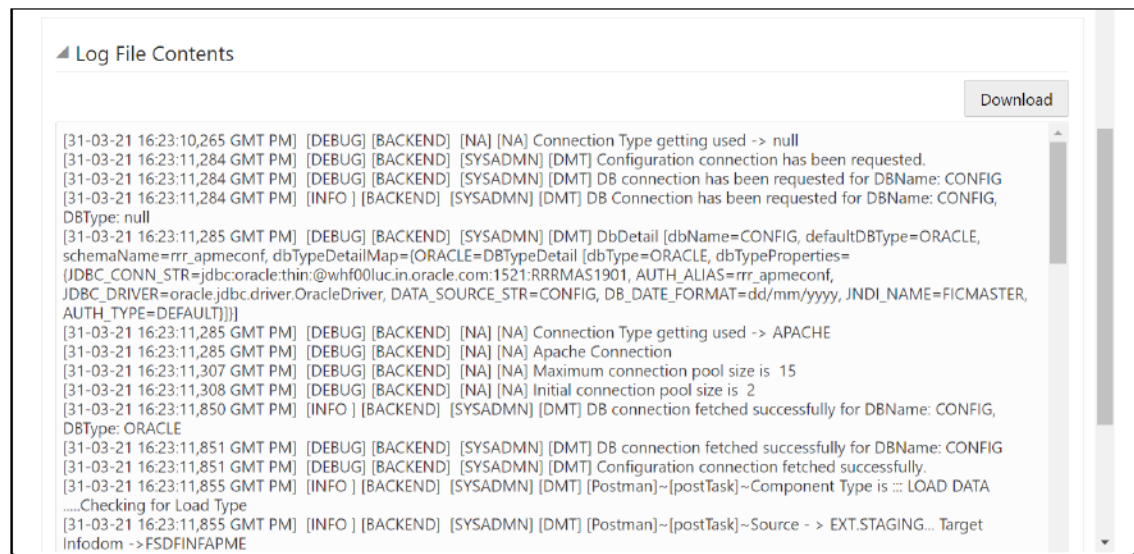 Log File Contents
Download
[31-03-21 16:23:10,265 GMT PM] [DEBUG] [BACKEND] [NA] [NA] Connection Type getting used -> null
[31-03-21 16:23:11,284 GMT PM] [DEBUG] [BACKEND] [SYSADMN] [DMT] Configuration connection has been requested.
[31-03-21 16:23:11,284 GMT PM] [DEBUG] [BACKEND] [SYSADMN] [DMT] DB connection has been requested for DBName: CONFIG
[31-03-21 16:23:11,284 GMT PM] [INFO ] [BACKEND] [SYSADMN] [DMT] DB Connection has been requested for DBName: CONFIG,
DBType: null
[31-03-21 16:23:11,285 GMT PM] [DEBUG] [BACKEND] [SYSADMN] [DMT] DbDetail [dbName=CONFIG, defaultDBType=ORACLE,
schemaName=rrr_apmeconf, dbTypeDetailMap={ORACLE=DBTypeDetail [dbType=ORACLE, dbTypeProperties=
{JDBC_CONN_STR=jdbc:oracle:thin:@whf00luc.in.oracle.com:1521:RRRMAS1901, AUTH_ALIAS=rrr_apmeconf,
JDBC_DRIVER=oracle.jdbc.driver.OracleDriver, DATA_SOURCE_STR=CONFIG, DB_DATE_FORMAT=dd/mm/yyyy, JNDI_NAME=FICMASTER,
AUTH_TYPE=DEFAULT}]}]
[31-03-21 16:23:11,285 GMT PM] [DEBUG] [BACKEND] [NA] [NA] Connection Type getting used -> APACHE
[31-03-21 16:23:11,285 GMT PM] [DEBUG] [BACKEND] [NA] [NA] Apache Connection
[31-03-21 16:23:11,307 GMT PM] [DEBUG] [BACKEND] [NA] [NA] Maximum connection pool size is 15
[31-03-21 16:23:11,308 GMT PM] [DEBUG] [BACKEND] [NA] [NA] Initial connection pool size is 2
[31-03-21 16:23:11,850 GMT PM] [INFO ] [BACKEND] [SYSADMN] [DMT] DB connection fetched successfully for DBName: CONFIG,
DBType: ORACLE
[31-03-21 16:23:11,851 GMT PM] [DEBUG] [BACKEND] [SYSADMN] [DMT] DB connection fetched successfully for DBName: CONFIG
[31-03-21 16:23:11,851 GMT PM] [DEBUG] [BACKEND] [SYSADMN] [DMT] Configuration connection fetched successfully.
[31-03-21 16:23:11,855 GMT PM] [INFO ] [BACKEND] [SYSADMN] [DMT] [Postman]~[postTask]~Component Type is ::: LOAD DATA
.....Checking for Load Type
[31-03-21 16:23:11,855 GMT PM] [INFO ] [BACKEND] [SYSADMN] [DMT] [Postman]~[postTask]~Source - > EXT.STAGING... Target
Infodom ->FSDFINFAPME